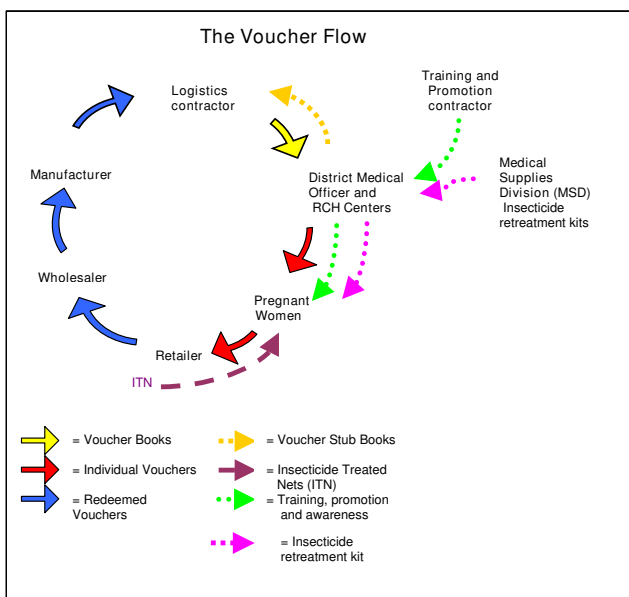 The Voucher Flow
Logistics
contractor
Training and
Promotion
contractor
Manufacturer
District Medical
Officer and
RCH Centers
Medical
Supplies
Division (MSD)
Insecticide
retreatment kits
Wholesaler
Pregnant
Women
Retailer
ITN
= Voucher Books
= Individual Vouchers
= Redeemed
Vouchers
= Voucher Stub Books
= Insecticide Treated
Nets (ITN)
= Training, promotion
and awareness
= Insecticide
retreatment kit